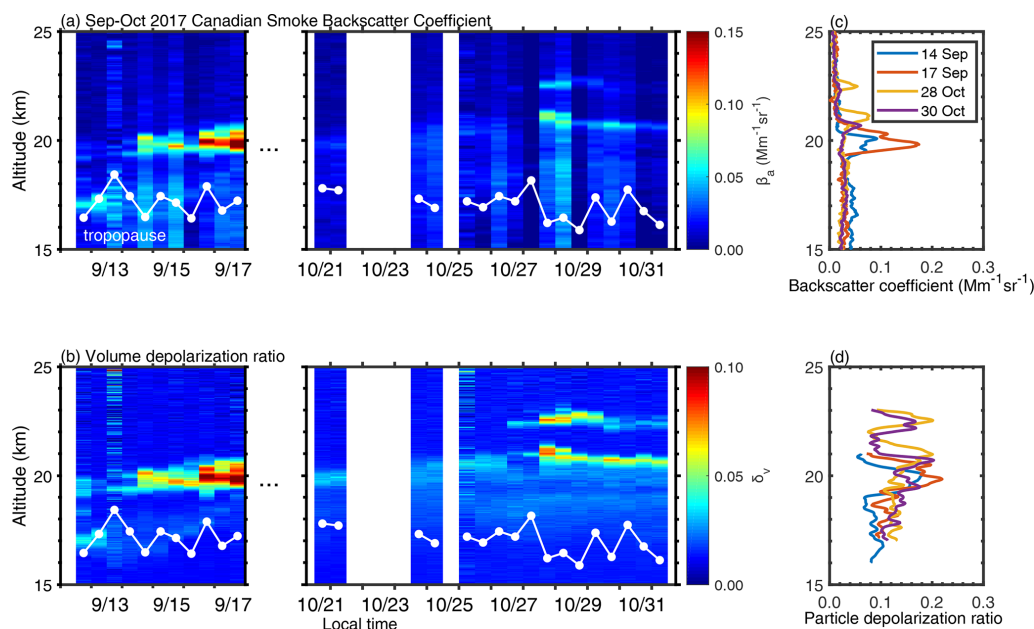 (a) Sep-Oct 2017 Canadian Smoke Backscatter Coefficient
(c)
25
20
15
Altitude (km)
tropopause
...
9/13 9/15 9/17 10/21 10/23 10/25 10/27 10/29 10/31
0.15
0.10
0.05
0.00
βa (Mm⁻¹sr⁻¹)
25
20
15
14 Sep
17 Sep
28 Oct
30 Oct
0.0 0.1 0.2 0.3
Backscatter coefficient (Mm⁻¹sr⁻¹)
(b) Volume depolarization ratio
(d)
25
20
15
Altitude (km)
...
9/13 9/15 9/17 10/21 10/23 10/25 10/27 10/29 10/31
Local time
0.10
0.05
0.00
δv
25
20
15
0.0 0.1 0.2 0.3
Particle depolarization ratio